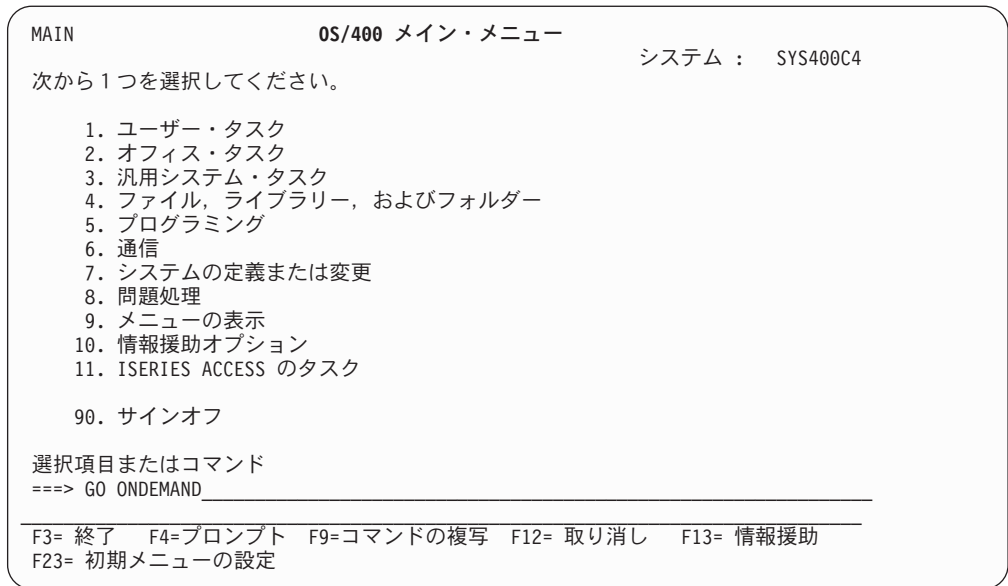 MAIN OS/400 メイン・メニュー
システム : SYS400C4
次から１つを選択してください。
1. ユーザー・タスク
2. オフィス・タスク
3. 汎用システム・タスク
4. ファイル, ライブラリー, およびフォルダー
5. プログラミング
6. 通信
7. システムの定義または変更
8. 問題処理
9. メニューの表示
10. 情報援助オプション
11. ISERIES ACCESS のタスク
90. サインオフ
選択項目またはコマンド
===> GO ONDEMAND
F3= 終了 F4=プロンプト F9=コマンドの複写 F12= 取り消し F13= 情報援助
F23= 初期メニューの設定